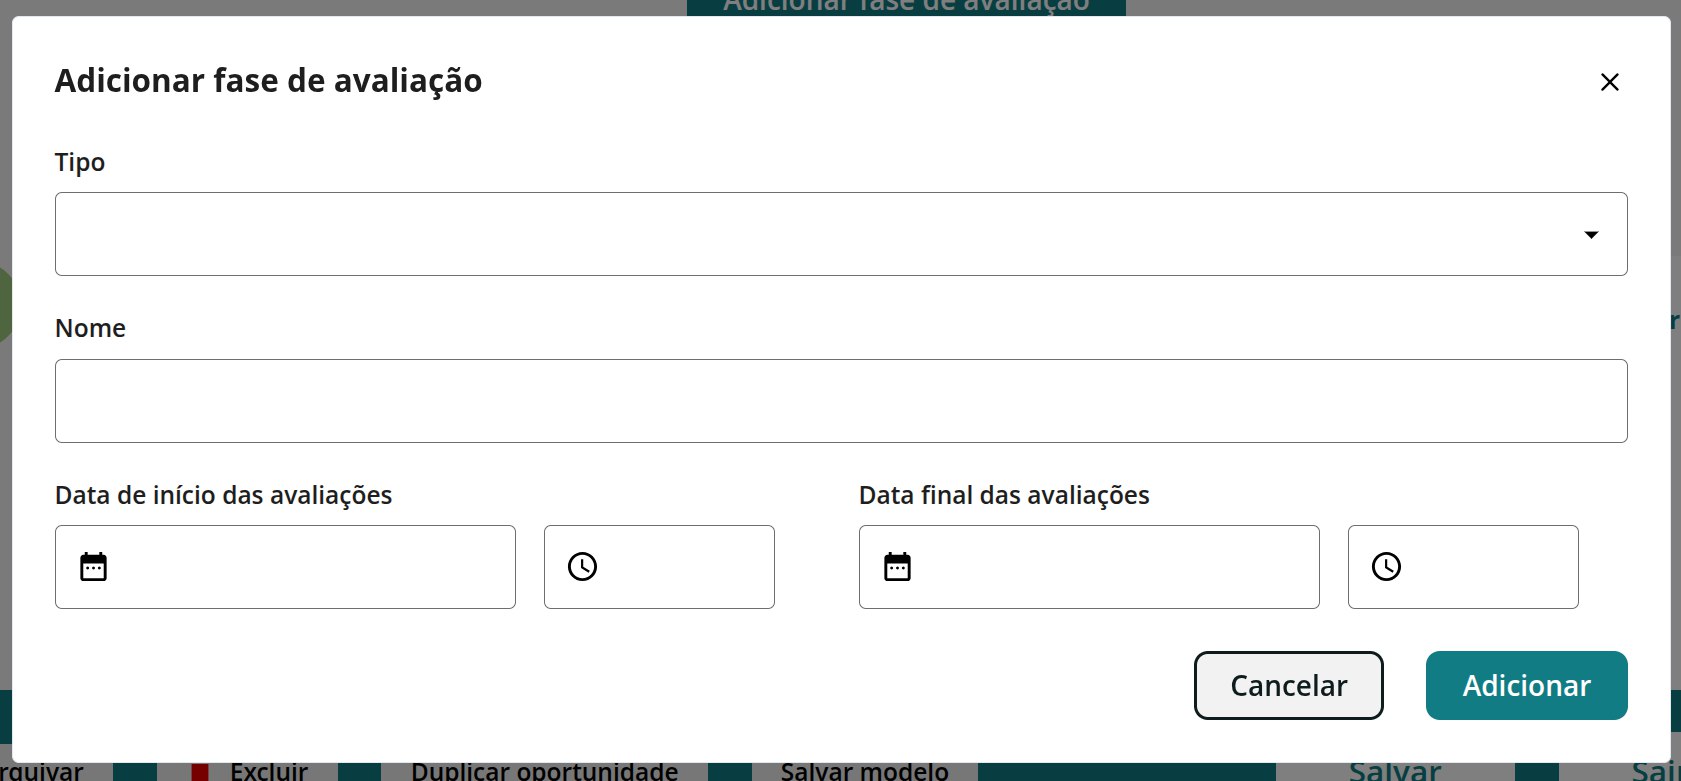 Adicionar fase de avaliação
Adicionar fase de avaliação
Tipo
Nome
Data de início das avaliações Data final das avaliações
Cancelar Adicionar
rquivar Excluir Duplicar oportunidade Salvar modelo Salvar Sair